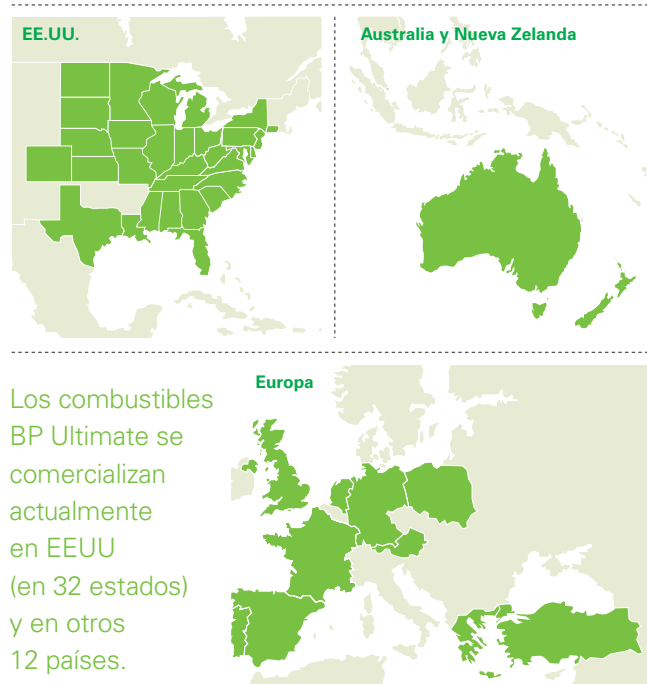 EE.UU.
Australia y Nueva Zelanda
Europa
Los combustibles
BP Ultimate se
comercializan
actualmente
en EEUU
(en 32 estados)
y en otros
12 países.